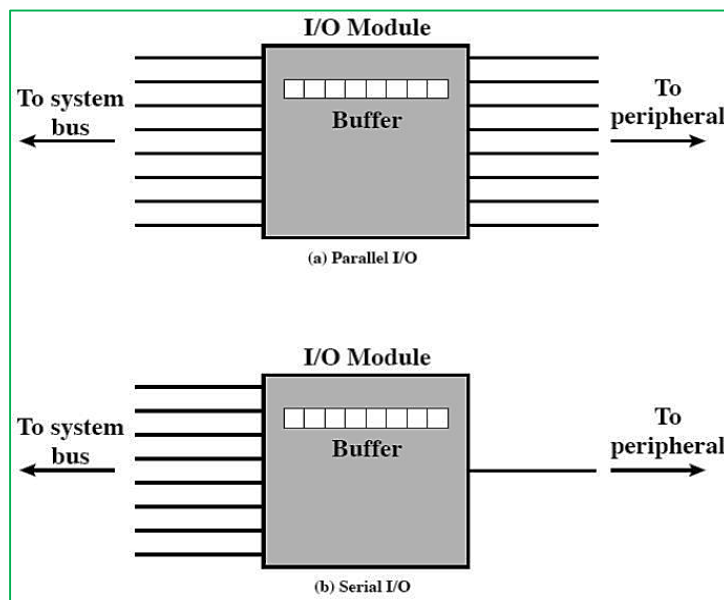 I/O Module
To system
bus
Buffer
To
peripheral
(a) Parallel I/O
I/O Module
To system
bus
Buffer
To
peripheral
(b) Serial I/O